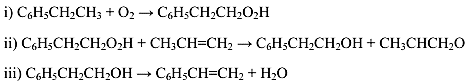 i) C₆H₅CH₂CH₃ + O₂ → C₆H₅CH₂CH₂O₂H
ii) C₆H₅CH₂CH₂O₂H + CH₃CH=CH₂ → C₆H₅CH₂CH₂OH + CH₃CHCH₂O
iii) C₆H₅CH₂CH₂OH → C₆H₅CH=CH₂ + H₂O